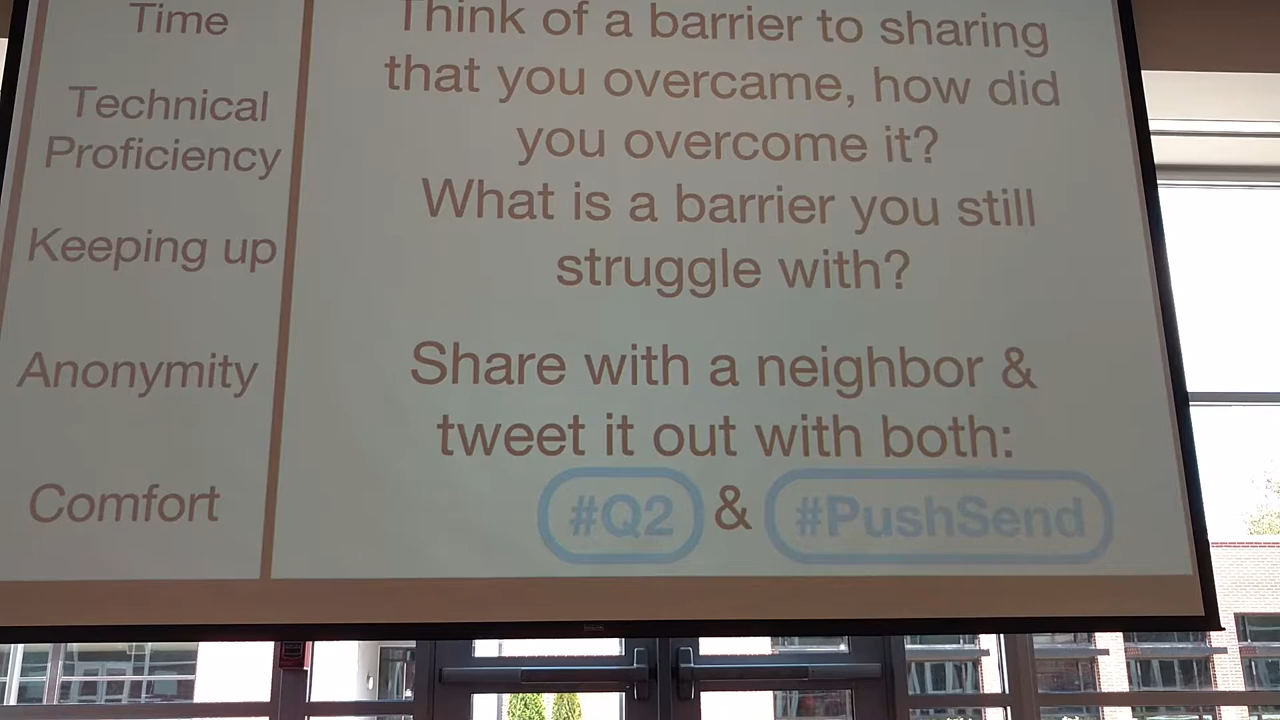 Time
Technical
Proficiency
Keeping up
Anonymity
Comfort
Think of a barrier to sharing
that you overcame, how did
you overcome it?
What is a barrier you still
struggle with?
Share with a neighbor &
tweet it out with both:
#Q2 & #PushSend